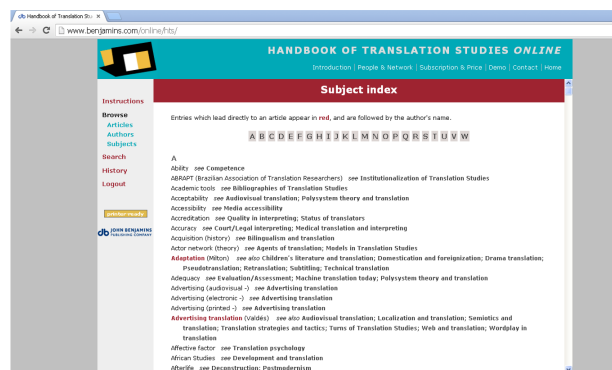 Handbook of Translation Stu
www.benjamins.com/online/hts/
HANDBOOK OF TRANSLATION STUDIES ONLINE
Introduction | People & Network | Subscription & Price | Demo | Contact | Home
Subject index
Instructions
Browse
Articles
Authors
Subjects
Search
History
Logout
printer-ready
JOHN BENJAMINS
PUBLISHING COMPANY
Entries which lead directly to an article appear in red, and are followed by the author's name.
A B C D E F G H I J K L M N O P Q R S T U V W
A
Ability see Competence
ABRAPT (Brazilian Association of Translation Researchers) see Institutionalization of Translation Studies
Academic tools see Bibliographies of Translation Studies
Acceptability see Audiovisual translation; Polysystem theory and translation
Accessibility see Media accessibility
Accreditation see Quality in interpreting; Status of translators
Accuracy see Court/Legal interpreting; Medical translation and interpreting
Acquisition (history) see Bilingualism and translation
Actor network (theory) see Agents of translation; Models in Translation Studies
Adaptation (Milton) see also Children's literature and translation; Domestication and foreignization; Drama translation;
Pseudotranslation; Retranslation; Subtitling; Technical translation
Adequacy see Evaluation/Assessment; Machine translation today; Polysystem theory and translation
Advertising (audiovisual -) see Advertising translation
Advertising (electronic -) see Advertising translation
Advertising (printed -) see Advertising translation
Advertising translation (Valdés) see also Audiovisual translation; Localization and translation; Semiotics and
translation; Translation strategies and tactics; Turns of Translation Studies; Web and translation; Wordplay in
translation
Affective factor see Translation psychology
African Studies see Development and translation
Afterlife see Deconstruction; Postmodernism